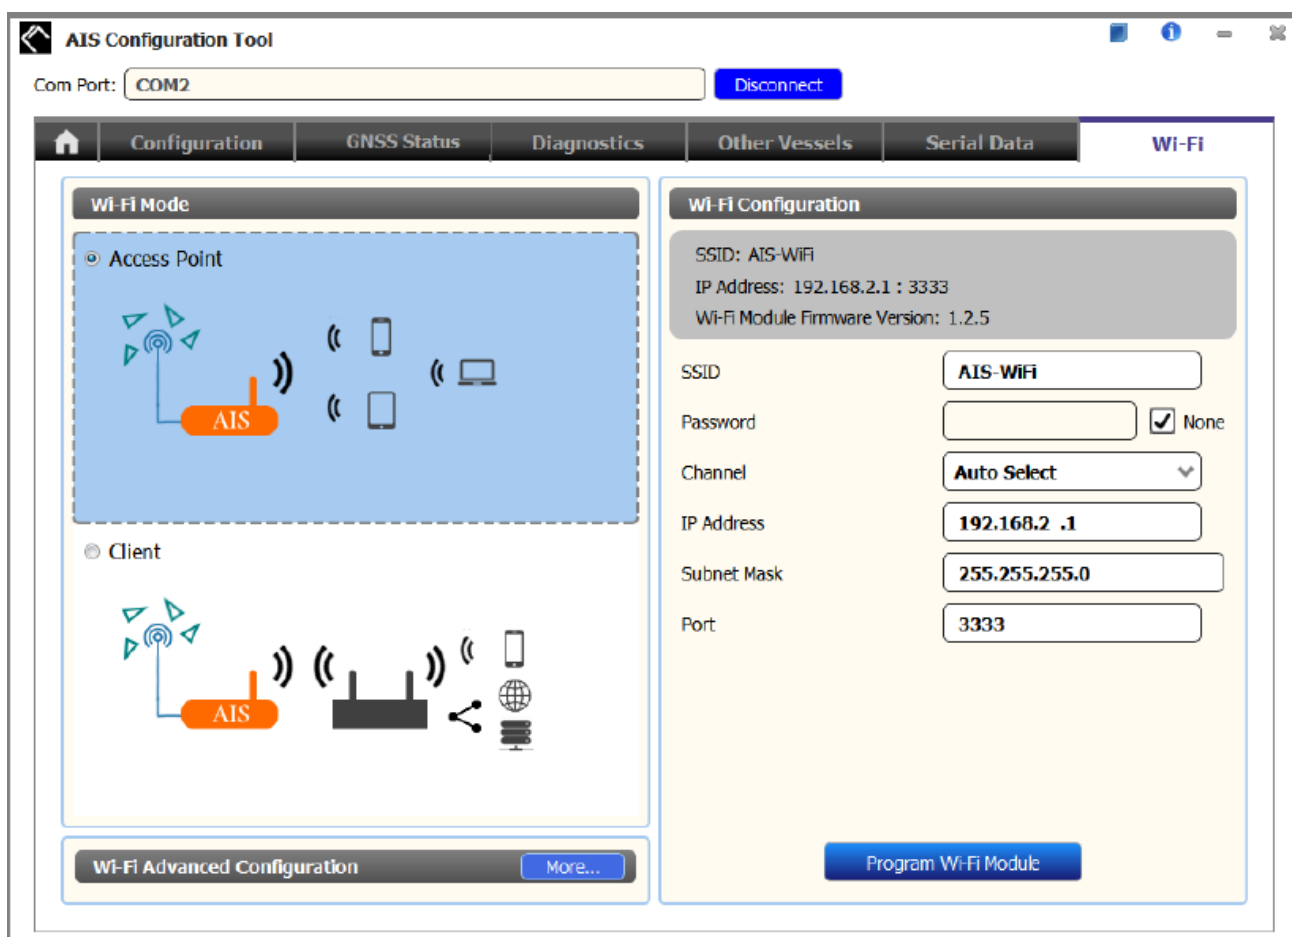 AIS Configuration Tool
Com Port: COM2 Disconnect
Configuration GNSS Status Diagnostics Other Vessels Serial Data Wi-Fi
Wi-Fi Mode
Access Point
AIS
Client
AIS
Wi-Fi Advanced Configuration More...
Wi-Fi Configuration
SSID: AIS-WiFi
IP Address: 192.168.2.1 : 3333
Wi-Fi Module Firmware Version: 1.2.5
SSID AIS-WiFi
Password None
Channel Auto Select
IP Address 192.168.2 .1
Subnet Mask 255.255.255.0
Port 3333
Program Wi-Fi Module